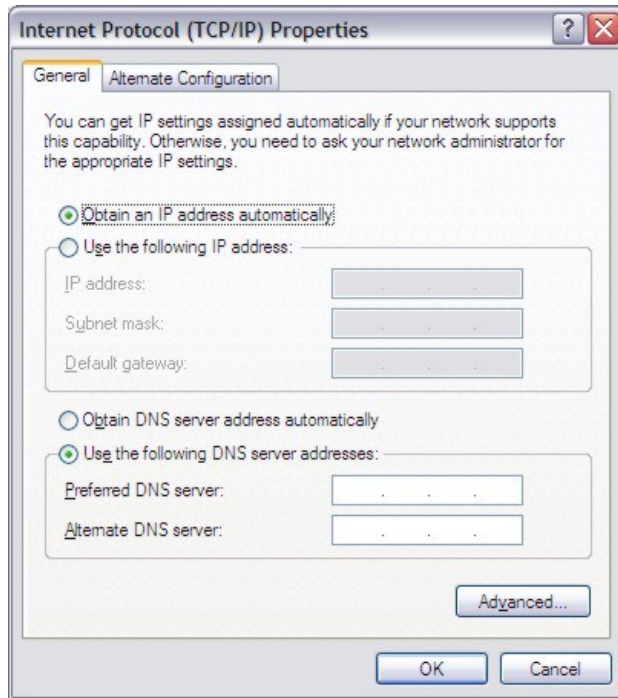 Internet Protocol (TCP/IP) Properties
General
Alternate Configuration
You can get IP settings assigned automatically if your network supports
this capability. Otherwise, you need to ask your network administrator for
the appropriate IP settings.
Obtain an IP address automatically
Use the following IP address:
IP address:
Subnet mask:
Default gateway:
Obtain DNS server address automatically
Use the following DNS server addresses:
Preferred DNS server:
Alternate DNS server:
Advanced...
OK
Cancel